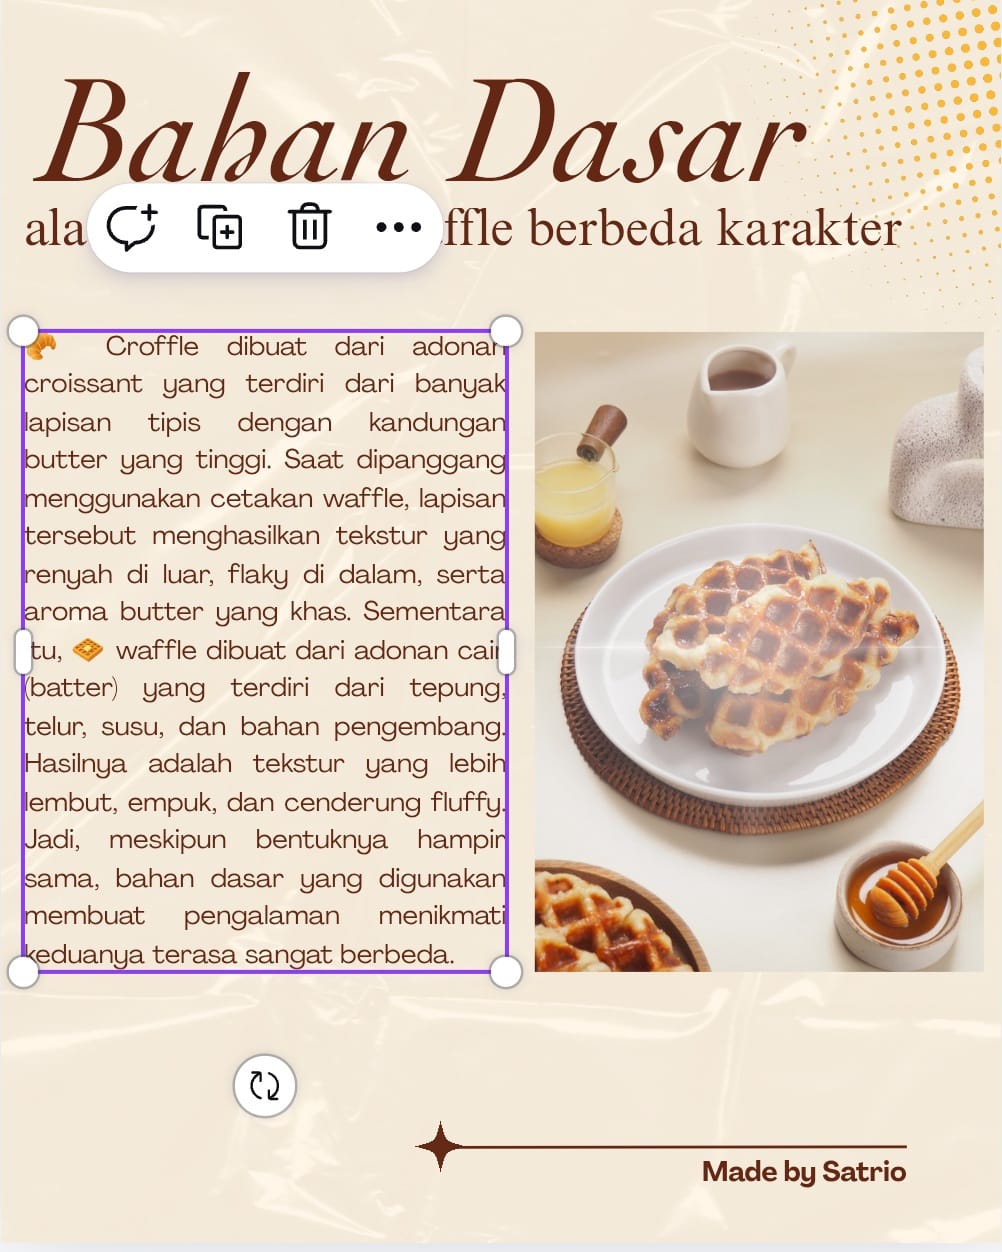 Bahan Dasar
ala ffle berbeda karakter
🥐 Croffle dibuat dari adonan
croissant yang terdiri dari banyak
lapisan tipis dengan kandungan
butter yang tinggi. Saat dipanggang
menggunakan cetakan waffle, lapisan
tersebut menghasilkan tekstur yang
renyah di luar, flaky di dalam, serta
aroma butter yang khas. Sementara
itu, 🧇 waffle dibuat dari adonan cair
(batter) yang terdiri dari tepung,
telur, susu, dan bahan pengembang.
Hasilnya adalah tekstur yang lebih
lembut, empuk, dan cenderung fluffy.
Jadi, meskipun bentuknya hampir
sama, bahan dasar yang digunakan
membuat pengalaman menikmati
keduanya terasa sangat berbeda.
Made by Satrio